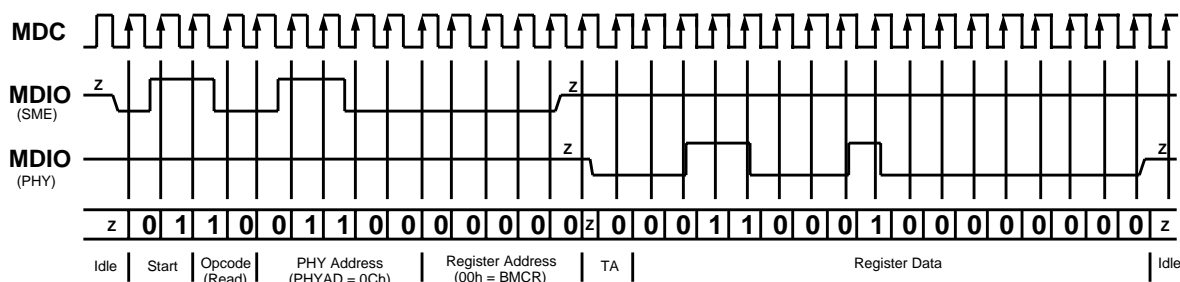 MDC
z z
MDIO
(SME)
z z
MDIO
(PHY)
z 0 1 1 0 0 1 1 0 0 0 0 0 0 0 z 0 0 0 1 1 0 0 0 1 0 0 0 0 0 0 0 0 z
Idle Start Opcode PHY Address Register Address TA Register Data Idle
(Read) (PHYAD = 0Ch) (00h = BMCR)